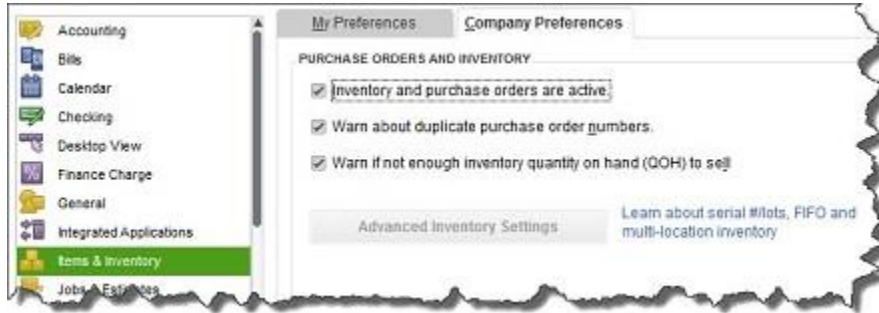 Accounting
Bills
Calendar
Checking
Desktop View
Finance Charge
General
Integrated Applications
Items & Inventory
Jobs & Estimates
My Preferences
Company Preferences
PURCHASE ORDERS AND INVENTORY
Inventory and purchase orders are active.
Warn about duplicate purchase order numbers.
Warn if not enough inventory quantity on hand (QOH) to sell
Advanced Inventory Settings
Learn about serial #/lots, FIFO and
multi-location inventory